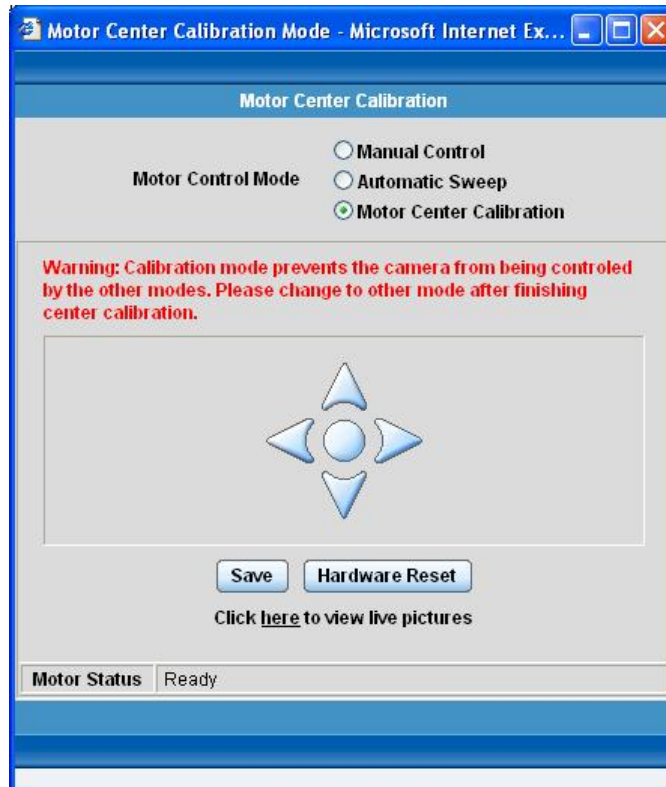 Motor Center Calibration Mode - Microsoft Internet Ex...
Motor Center Calibration
Motor Control Mode
Manual Control
Automatic Sweep
Motor Center Calibration
Warning: Calibration mode prevents the camera from being controled
by the other modes. Please change to other mode after finishing
center calibration.
Save Hardware Reset
Click here to view live pictures
Motor Status Ready